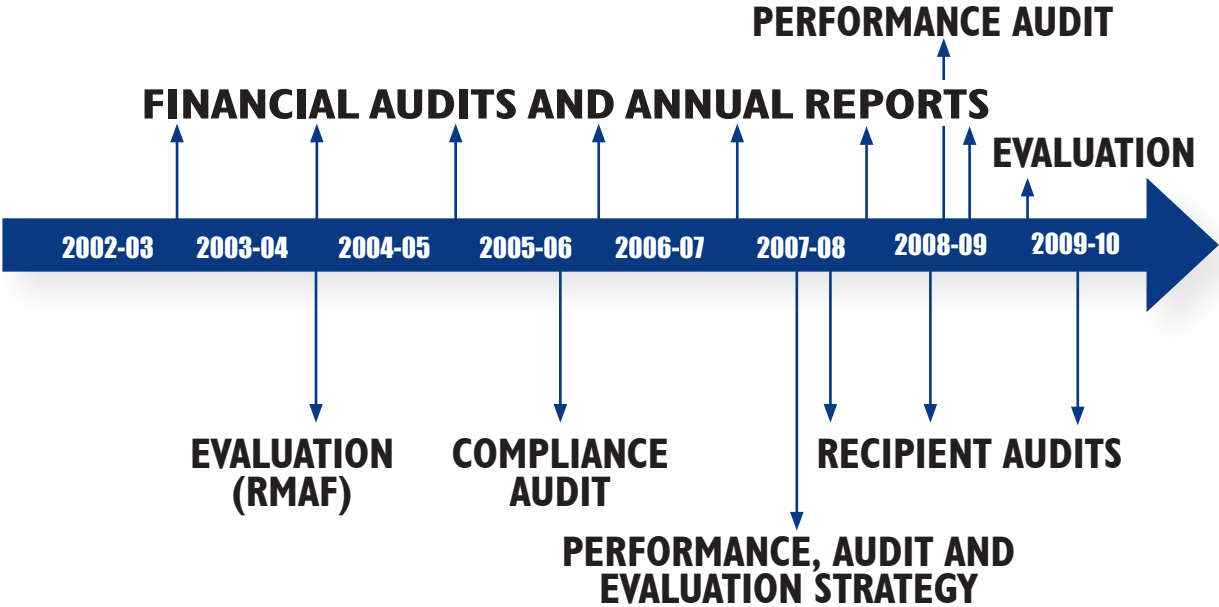 PERFORMANCE AUDIT
FINANCIAL AUDITS AND ANNUAL REPORTS
EVALUATION
2002-03 2003-04 2004-05 2005-06 2006-07 2007-08 2008-09 2009-10
EVALUATION
(RMAF)
COMPLIANCE
AUDIT
RECIPIENT AUDITS
PERFORMANCE, AUDIT AND
EVALUATION STRATEGY